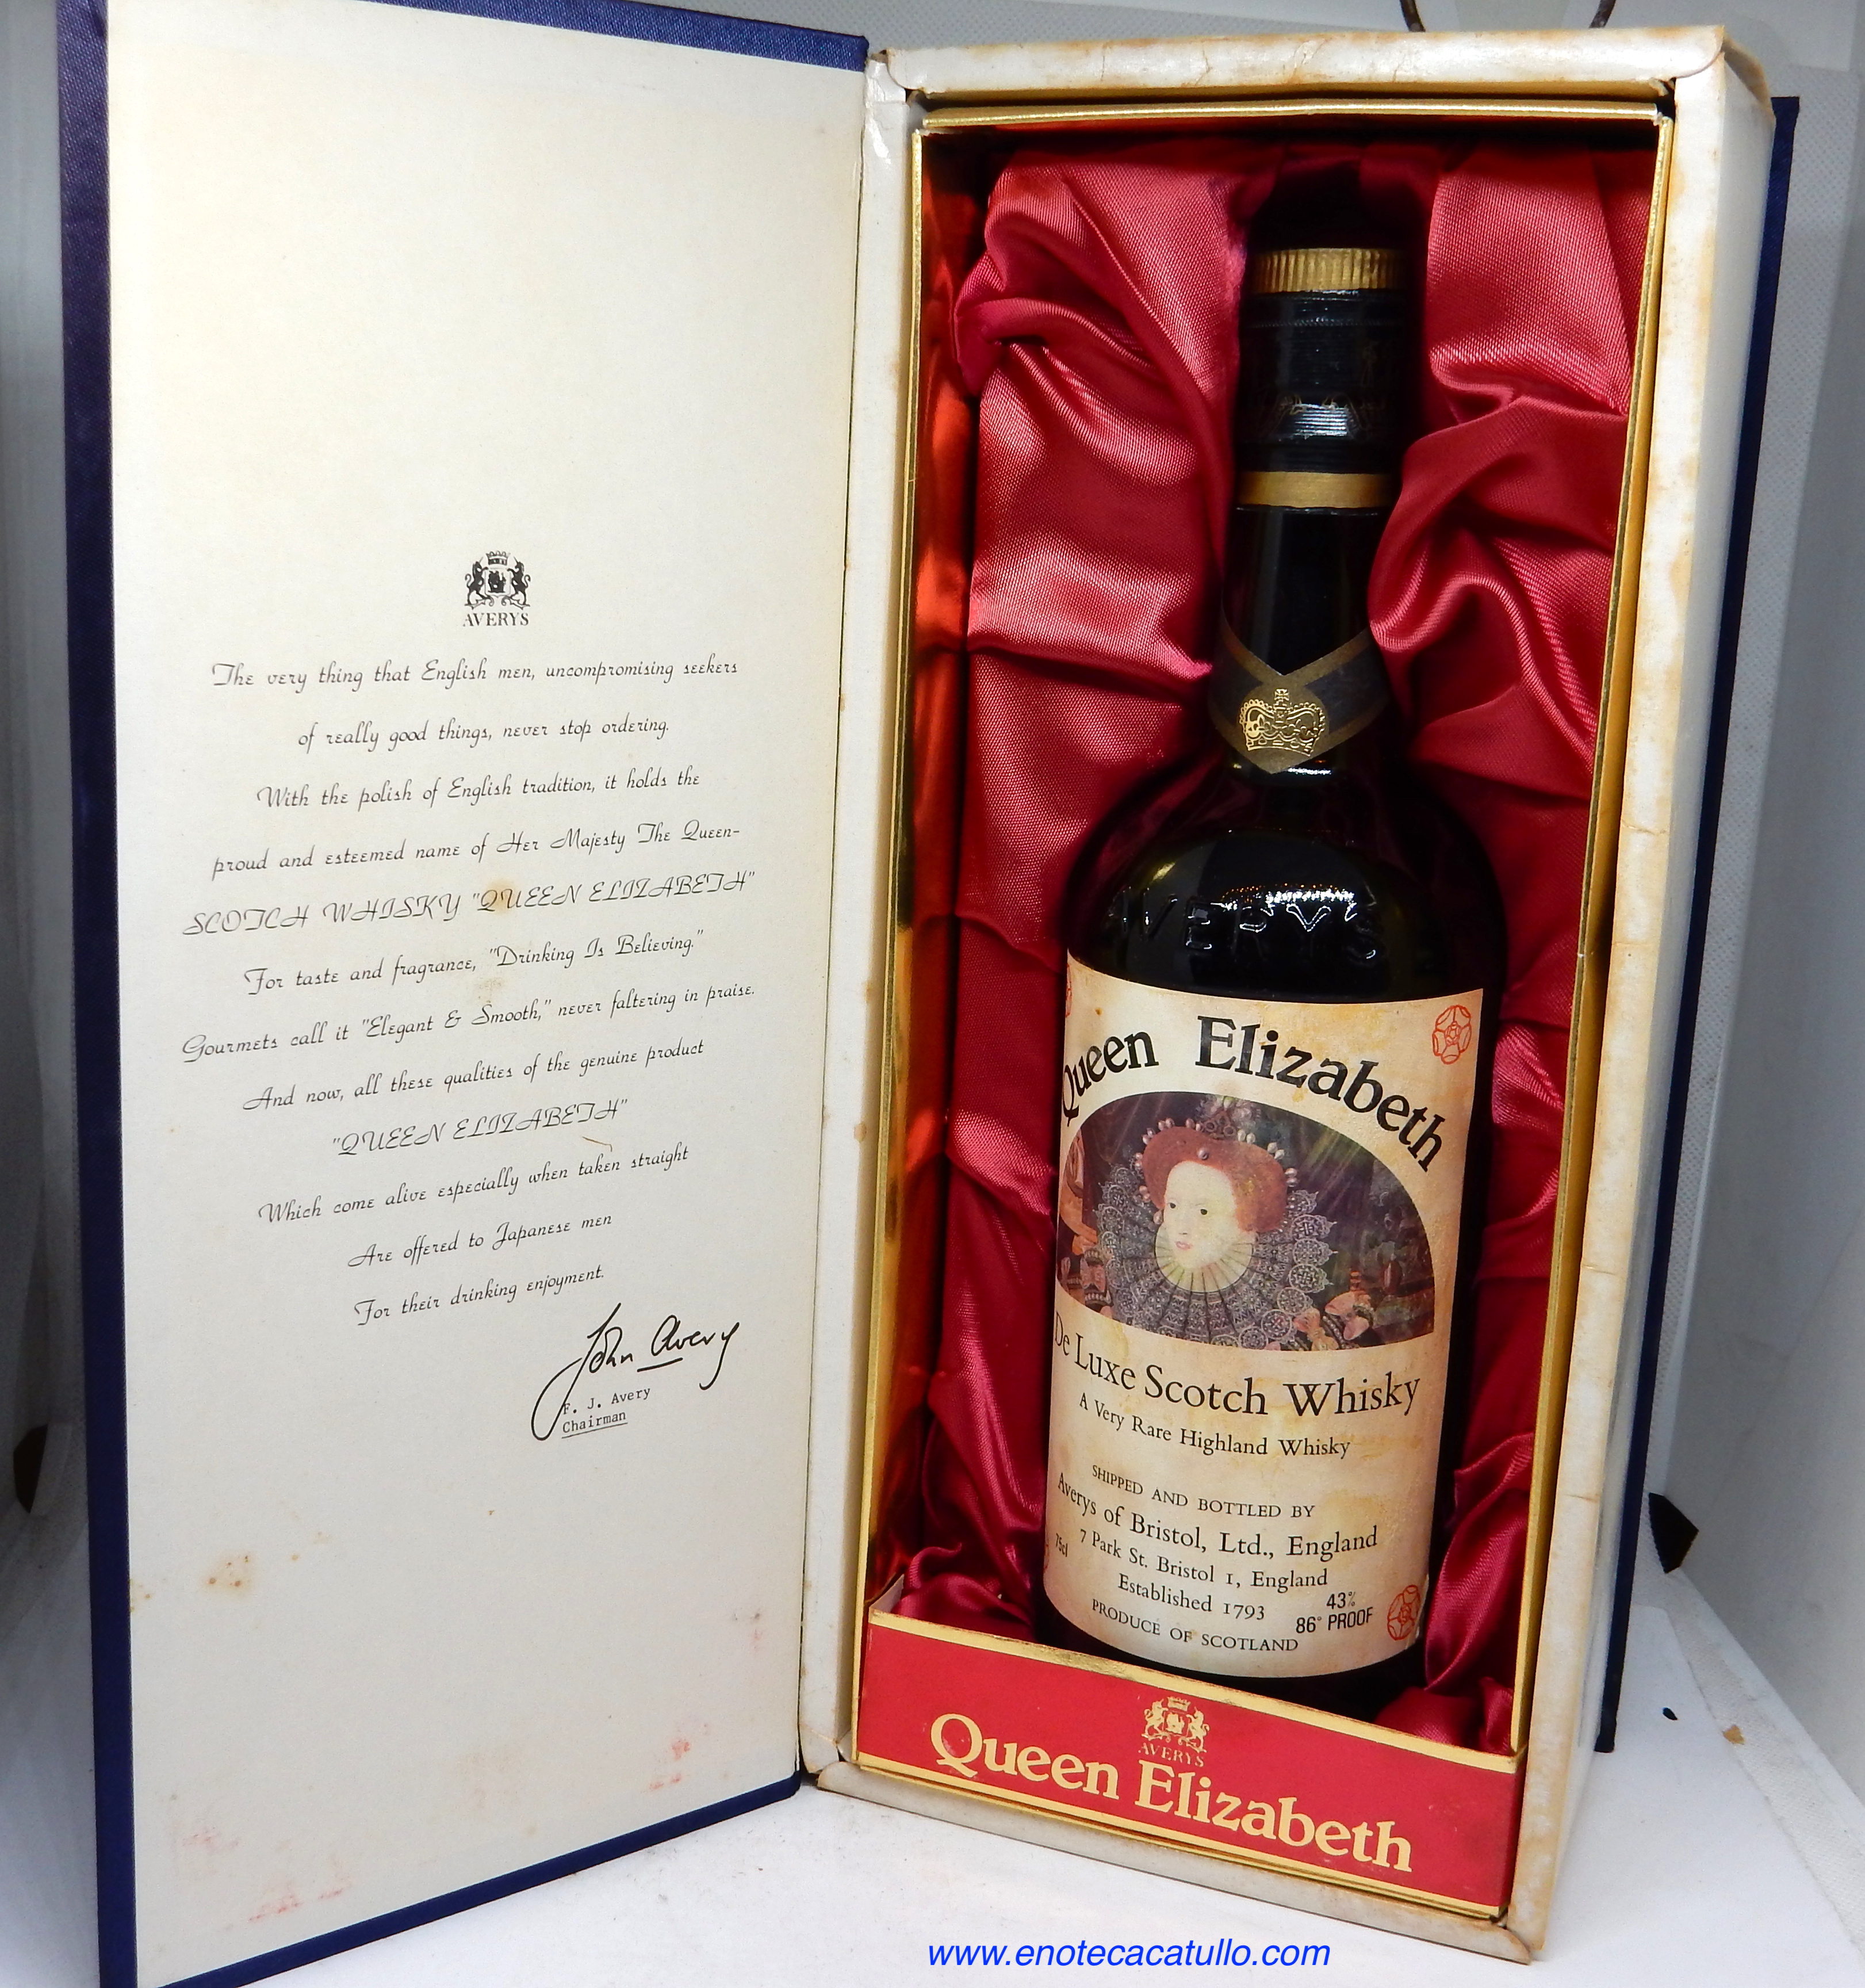 AVERYS
The very thing that English men, uncompromising seekers
of really good things, never stop ordering.
With the polish of English tradition, it holds the
proud and esteemed name of Her Majesty The Queen-
SCOTCH WHISKY "QUEEN ELIZABETH"
For taste and fragrance, "Drinking Is Believing."
Gourmets call it "Elegant & Smooth," never faltering in praise.
And now, all these qualities of the genuine product
"QUEEN ELIZABETH"
Which come alive especially when taken straight
Are offered to Japanese men
For their drinking enjoyment.
John Avery
F. J. Avery
Chairman
AVERYS
Queen Elizabeth
De Luxe Scotch Whisky
A Very Rare Highland Whisky
SHIPPED AND BOTTLED BY
Averys of Bristol, Ltd., England
75cl
7 Park St. Bristol 1, England
Established 1793
43%
86° PROOF
PRODUCE OF SCOTLAND
AVERYS
Queen Elizabeth
www.enotecacatullo.com